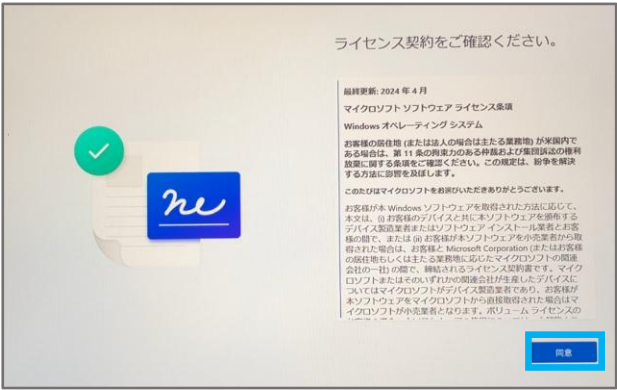 ライセンス契約をご確認ください。
最終更新: 2024 年 4 月
マイクロソフト ソフトウェア ライセンス条項
Windows オペレーティング システム
お客様の居住地 (または法人の場合は主たる業務地) が米国内で
ある場合は、第 11 条の拘束力のある仲裁および集団訴訟の権利
放棄に関する条項をご確認ください。この規定は、紛争を解決
する方法に影響を及ぼします。
このたびはマイクロソフトをお選びいただきありがとうございます。
お客様が本 Windows ソフトウェアを取得された方法に応じて、
本文は、(i) お客様のデバイスと共に本ソフトウェアを頒布する
デバイス製造業者またはソフトウェア インストール業者とお客
様の間で、または (ii) お客様が本ソフトウェアを小売業者から取
得された場合は、お客様と Microsoft Corporation (またはお客様
の居住地もしくは主たる業務地に応じたマイクロソフトの関連
会社の一社) の間で、締結されるライセンス契約書です。マイク
ロソフトまたはそのいずれかの関連会社が生産したデバイスに
ついてはマイクロソフトがデバイス製造業者であり、お客様が
本ソフトウェアをマイクロソフトから直接取得された場合はマ
イクロソフトが小売業者となります。ボリューム ライセンスの
同意